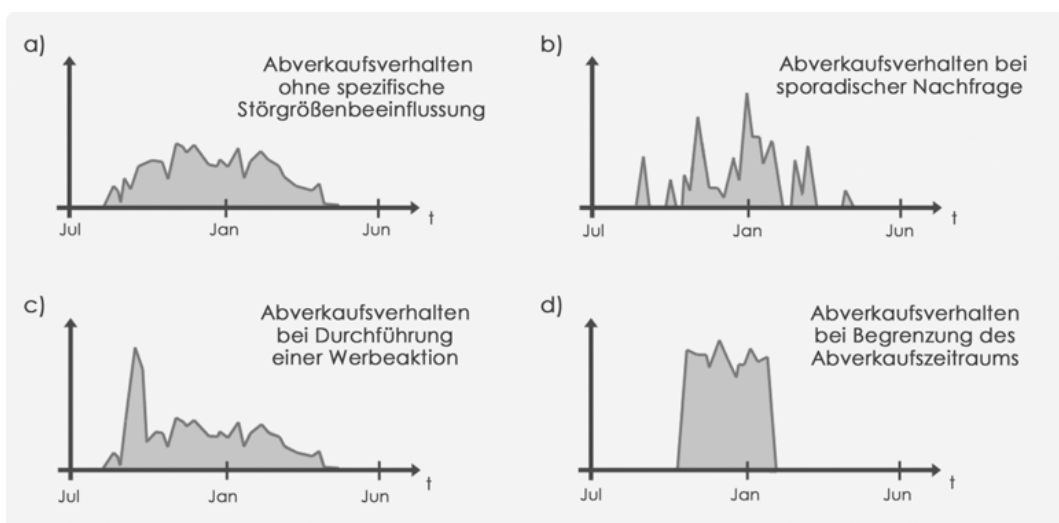 a)
Abverkaufsverhalten
ohne spezifische
Störgrößenbeeinflussung
Jul
Jan
Jun
t
b)
Abverkaufsverhalten bei
sporadischer Nachfrage
Jul
Jan
Jun
t
c)
Abverkaufsverhalten
bei Durchführung
einer Werbeaktion
Jul
Jan
Jun
t
d)
Abverkaufsverhalten
bei Begrenzung des
Abverkaufszeitraums
Jul
Jan
Jun
t